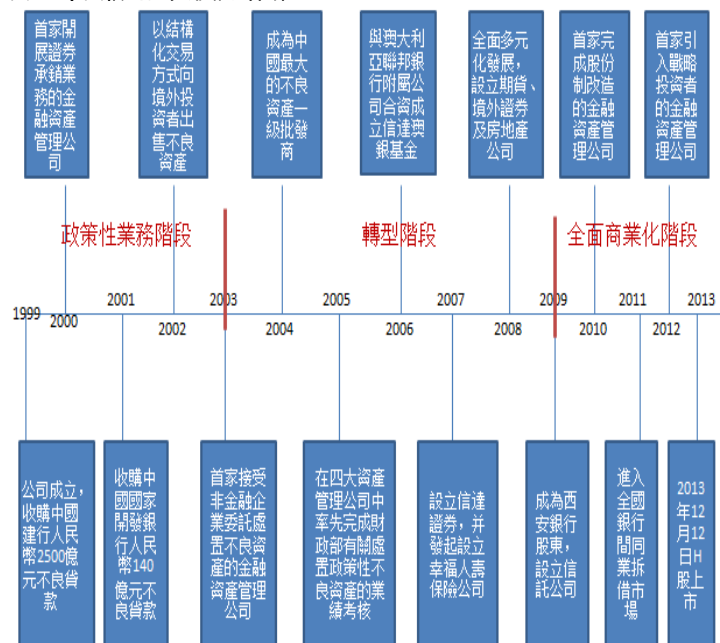 首家開
展證券
承銷業
務的金
融資產
管理公
司
以結構
化交易
方式向
境外投
資者出
售不良
資產
成為中
國最大
的不良
資產一
級批發
商
與澳大利
亞聯邦銀
行附屬公
司合資成
立信達澳
銀基金
全面多元
化發展，
設立期貨、
境外證券
及房地產
公司
首家完
成股份
制改造
的金融
資產管
理公司
首家引
入戰略
投資者
的金融
資產管
理公司
政策性業務階段
轉型階段
全面商業化階段
1999
2000
2001
2002
2003
2004
2005
2006
2007
2008
2009
2010
2011
2012
2013
公司成立，
收購中國
建行人民
幣2500億
元不良貸
款
收購中
國國家
開發銀
行人民
幣140
億元不
良貸款
首家接受
非金融企
業委託處
置不良資
產的金融
資產管理
公司
在四大資產
管理公司中
率先完成財
政部有關處
置政策性不
良資產的業
績考核
設立信達
證券，并
發起設立
幸福人壽
保險公司
成為西
安銀行
股東，
設立信
託公司
進入
全國
銀行
間同
業拆
借市
場
2013
年12
月12
日H
股上
市